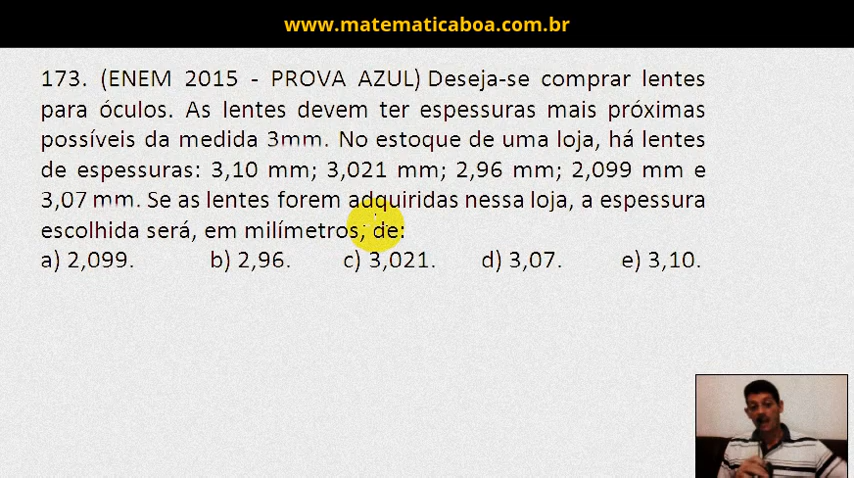 www.matematicaboa.com.br
173. (ENEM 2015 - PROVA AZUL) Deseja-se comprar lentes
para óculos. As lentes devem ter espessuras mais próximas
possíveis da medida 3mm. No estoque de uma loja, há lentes
de espessuras: 3,10 mm; 3,021 mm; 2,96 mm; 2,099 mm e
3,07 mm. Se as lentes forem adquiridas nessa loja, a espessura
escolhida será, em milímetros, de:
a) 2,099. b) 2,96. c) 3,021. d) 3,07. e) 3,10.